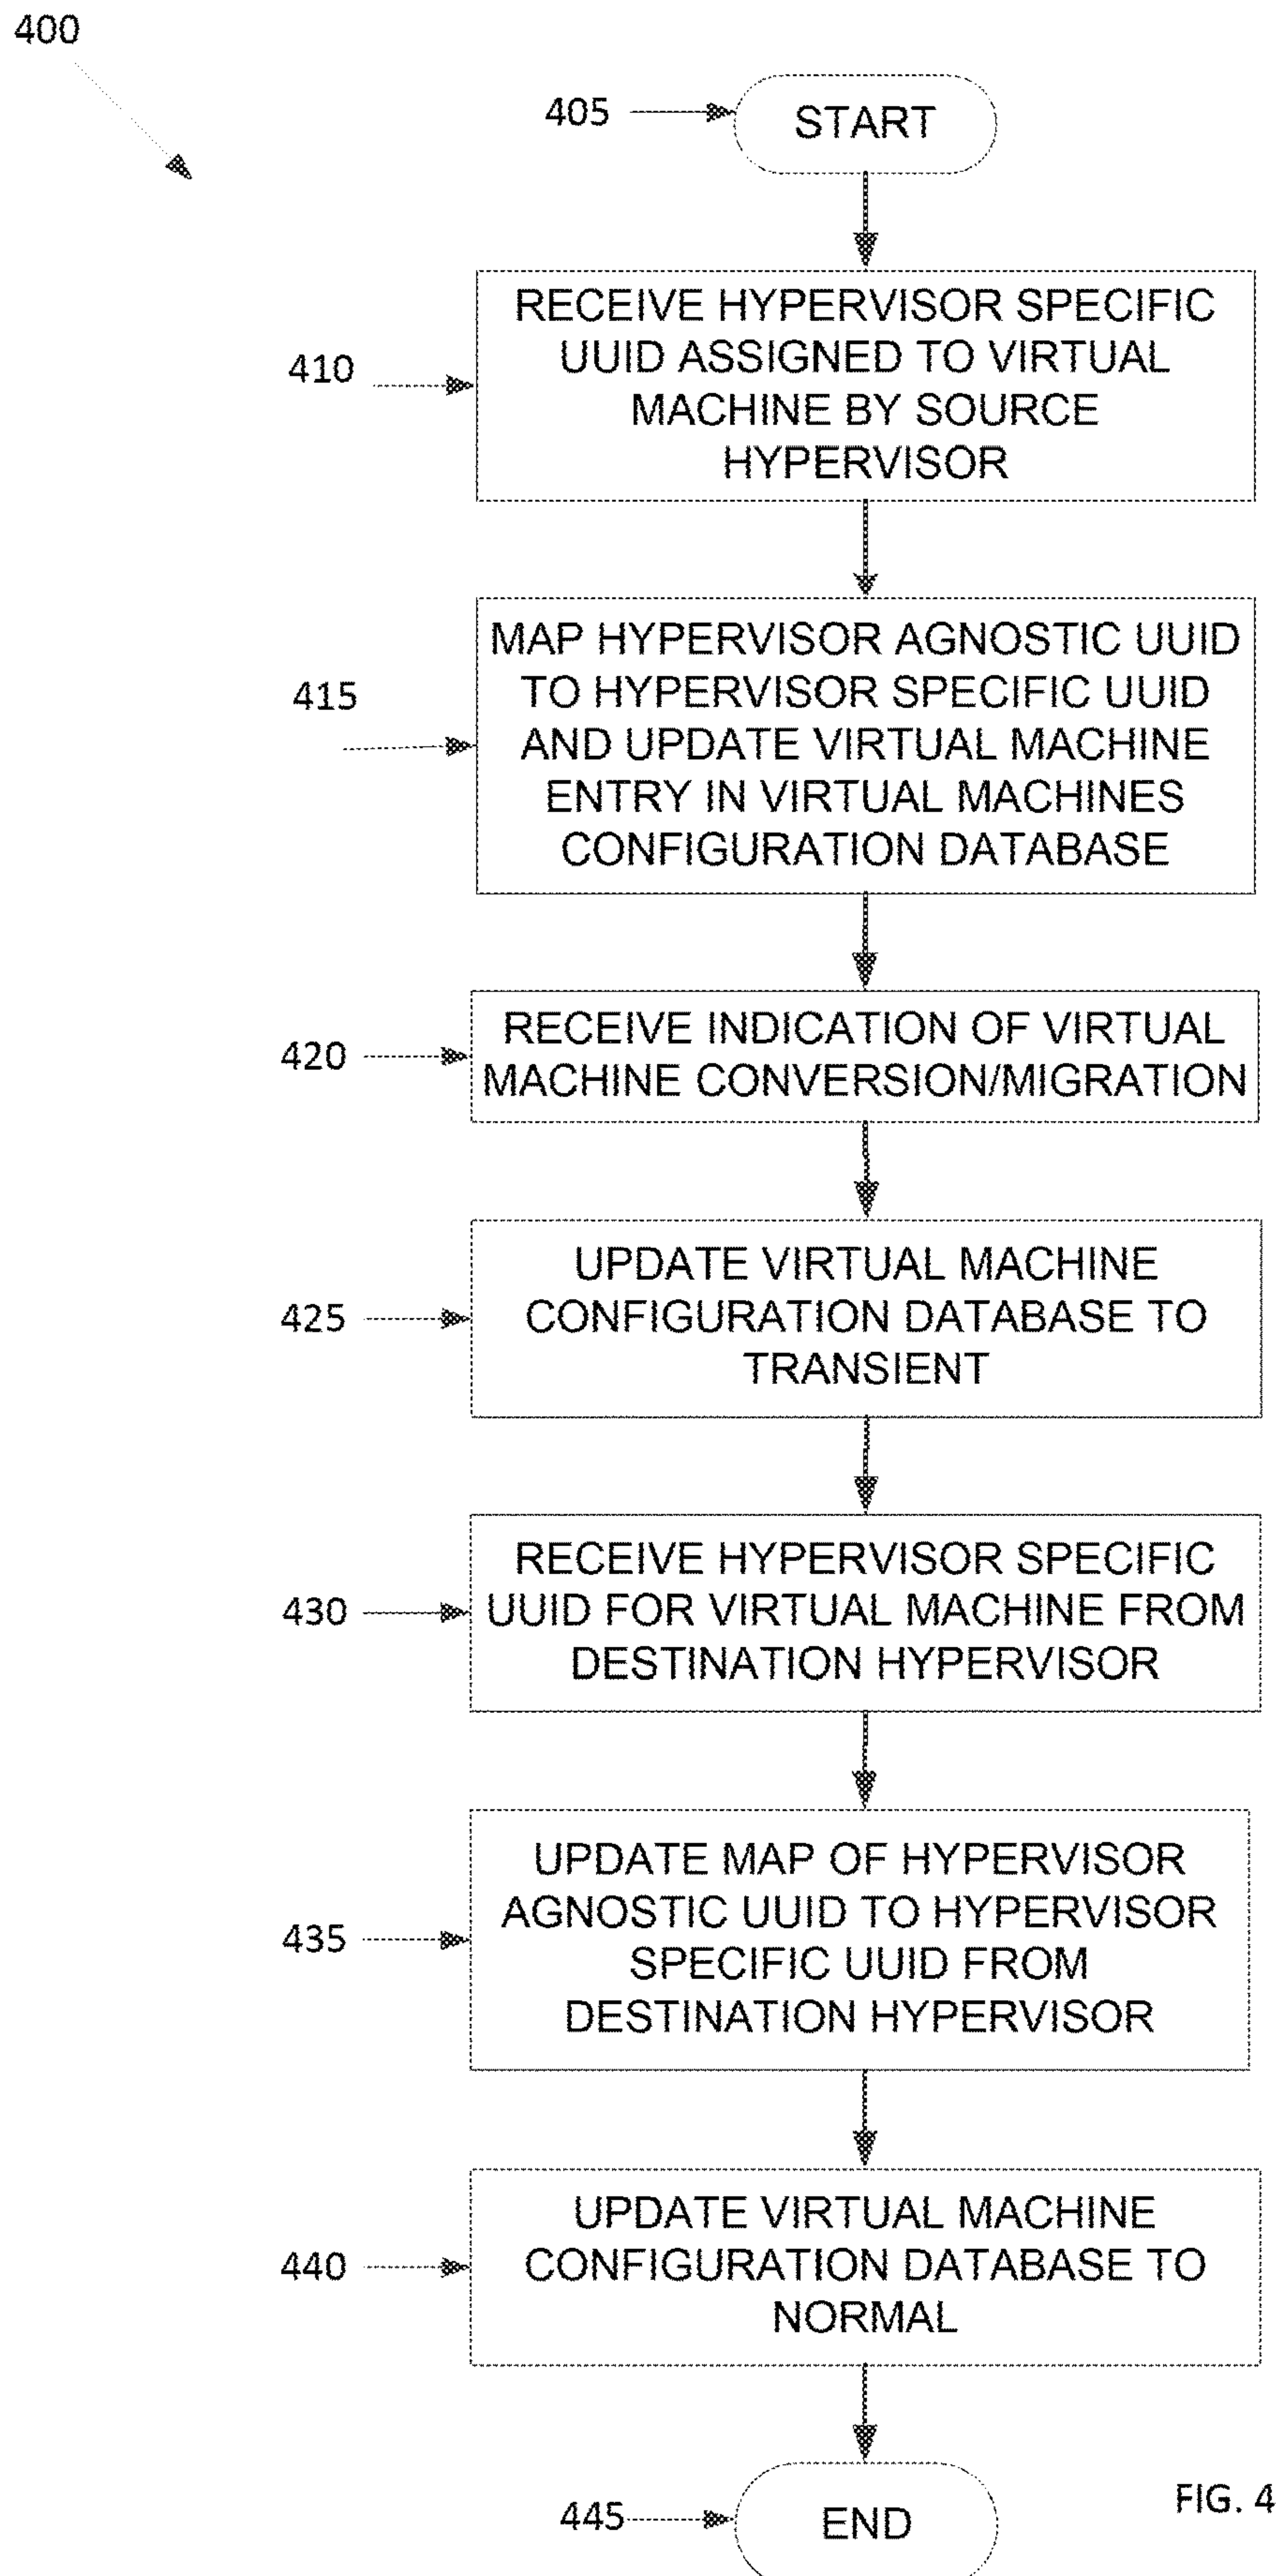 400
405
START
RECEIVE HYPERVISOR SPECIFIC
UUID ASSIGNED TO VIRTUAL
MACHINE BY SOURCE
HYPERVISOR
410
MAP HYPERVISOR AGNOSTIC UUID
TO HYPERVISOR SPECIFIC UUID
AND UPDATE VIRTUAL MACHINE
ENTRY IN VIRTUAL MACHINES
CONFIGURATION DATABASE
415
RECEIVE INDICATION OF VIRTUAL
MACHINE CONVERSION/MIGRATION
420
UPDATE VIRTUAL MACHINE
CONFIGURATION DATABASE TO
TRANSIENT
425
RECEIVE HYPERVISOR SPECIFIC
UUID FOR VIRTUAL MACHINE FROM
DESTINATION HYPERVISOR
430
UPDATE MAP OF HYPERVISOR
AGNOSTIC UUID TO HYPERVISOR
SPECIFIC UUID FROM
DESTINATION HYPERVISOR
435
UPDATE VIRTUAL MACHINE
CONFIGURATION DATABASE TO
NORMAL
440
445
END
FIG. 4